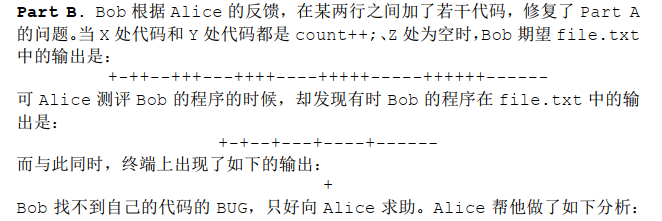 Part B. Bob 根据 Alice 的反馈，在某两行之间加了若干代码，修复了 Part A
的问题。当 X 处代码和 Y 处代码都是 count++;、Z 处为空时，Bob 期望 file.txt
中的输出是：
+-++--+++---++++----+++++-----++++++------
可 Alice 测评 Bob 的程序的时候，却发现有时 Bob 的程序在 file.txt 中的输
出是：
+-+--+---+----+------
而与此同时，终端上出现了如下的输出：
+
Bob 找不到自己的代码的 BUG，只好向 Alice 求助。Alice 帮他做了如下分析：